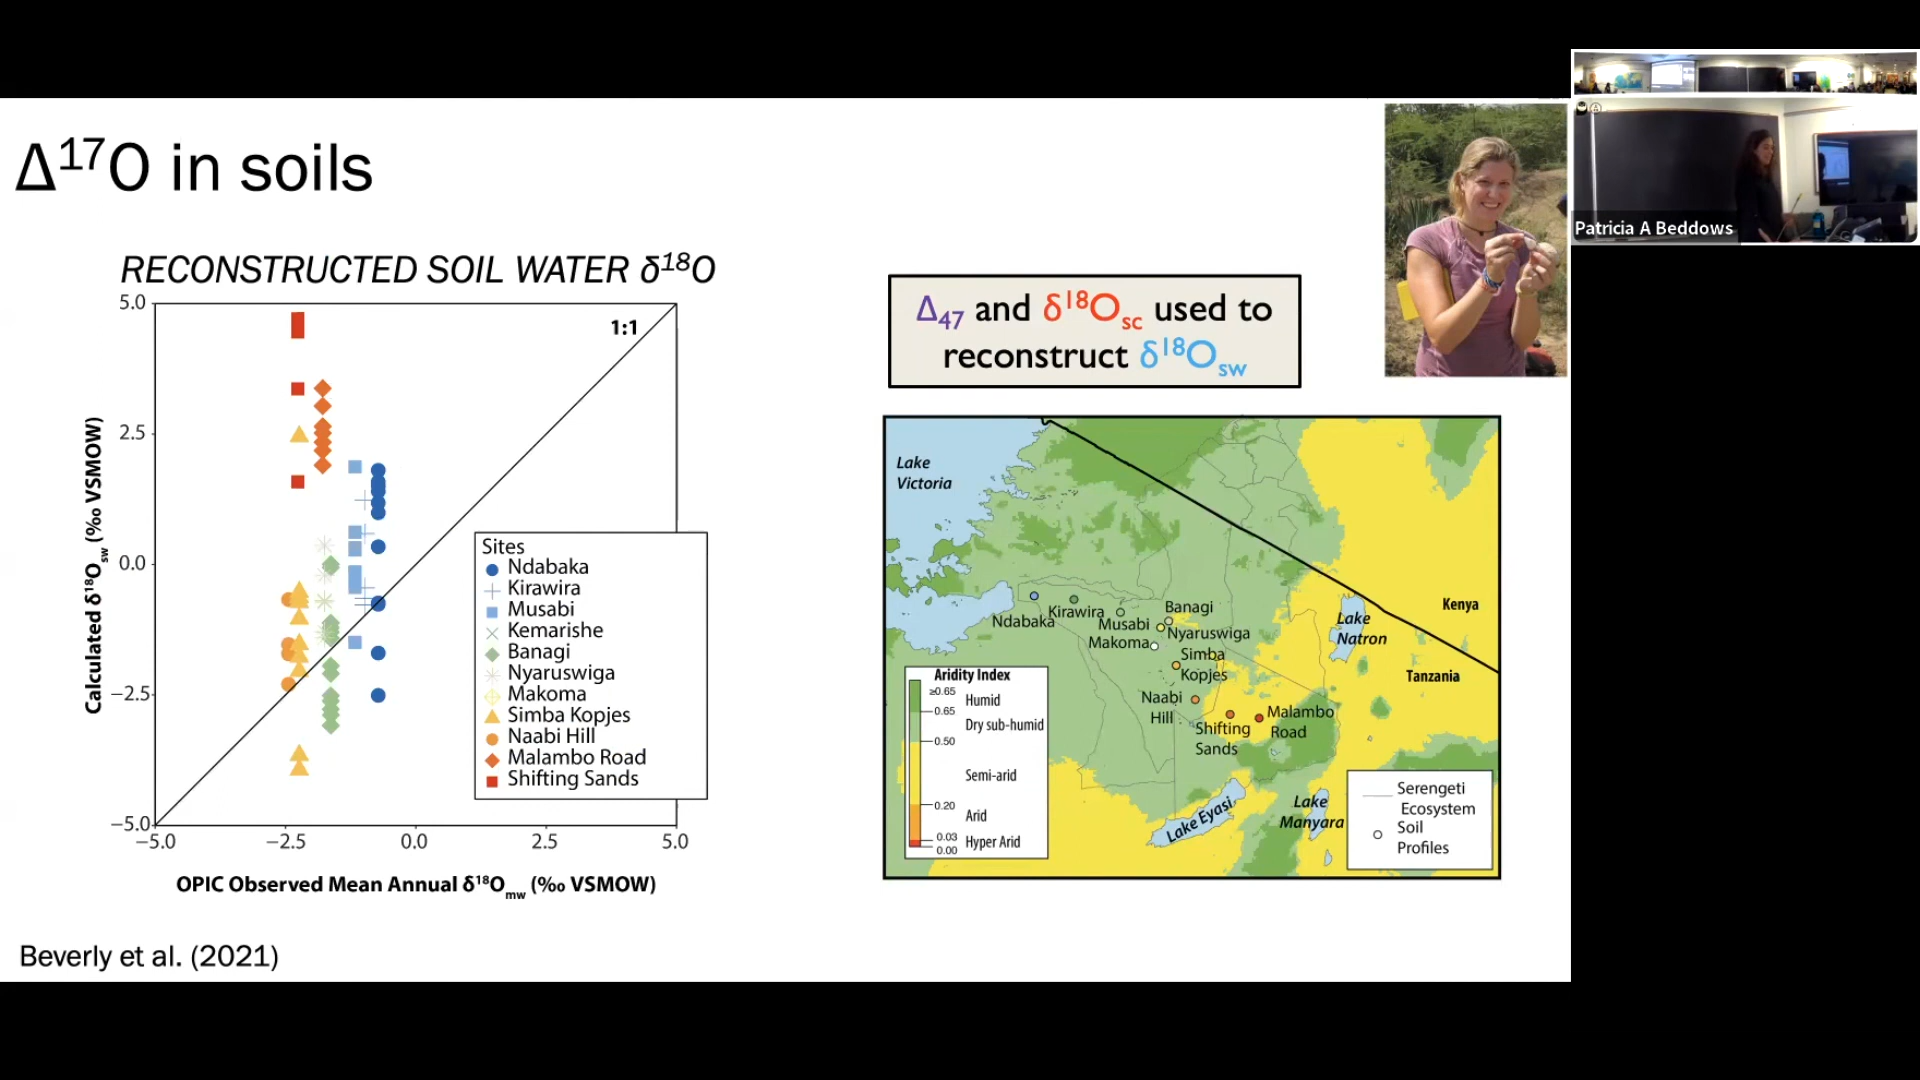 Δ¹⁷O in soils
RECONSTRUCTED SOIL WATER δ¹⁸O
5.0
2.5
0.0
−2.5
−5.0
Calculated δ¹⁸Osw (‰ VSMOW)
1:1
Sites
Ndabaka
Kirawira
Musabi
Kemarishe
Banagi
Nyaruswiga
Makoma
Simba Kopjes
Naabi Hill
Malambo Road
Shifting Sands
−5.0 −2.5 0.0 2.5 5.0
OPIC Observed Mean Annual δ¹⁸Omw (‰ VSMOW)
Beverly et al. (2021)
Δ47 and δ¹⁸Osc used to
reconstruct δ¹⁸Osw
Lake
Victoria
Ndabaka
Kirawira
Musabi
Makoma
Banagi
Nyaruswiga
Simba
Kopjes
Naabi
Hill
Shifting
Sands
Malambo
Road
Lake
Natron
Kenya
Tanzania
Lake Eyasi
Lake
Manyara
Aridity Index
≥0.65
Humid
0.65
Dry sub-humid
0.50
Semi-arid
0.20
Arid
0.03
Hyper Arid
0.00
Serengeti
Ecosystem
Soil
Profiles
Patricia A Beddows